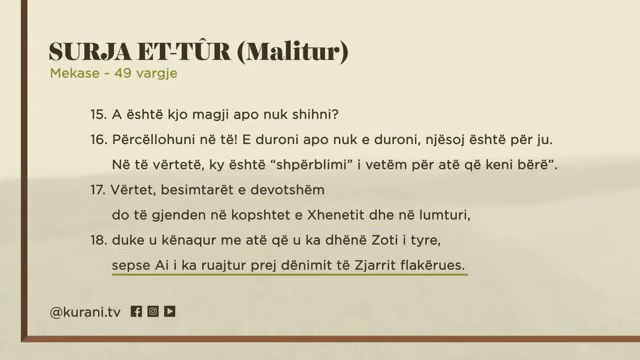 SURJA ET-TÛR (Malitur)
Mekase - 49 vargje
15. A është kjo magji apo nuk shihni?
16. Përcëllohuni në të! E duroni apo nuk e duroni, njësoj është për ju.
Në të vërtetë, ky është “shpërblimi” i vetëm për atë që keni bërë”.
17. Vërtet, besimtarët e devotshëm
do të gjenden në kopshtet e Xhenetit dhe në lumturi,
18. duke u kënaqur me atë që u ka dhënë Zoti i tyre,
sepse Ai i ka ruajtur prej dënimit të Zjarrit flakërues.
@kurani.tv